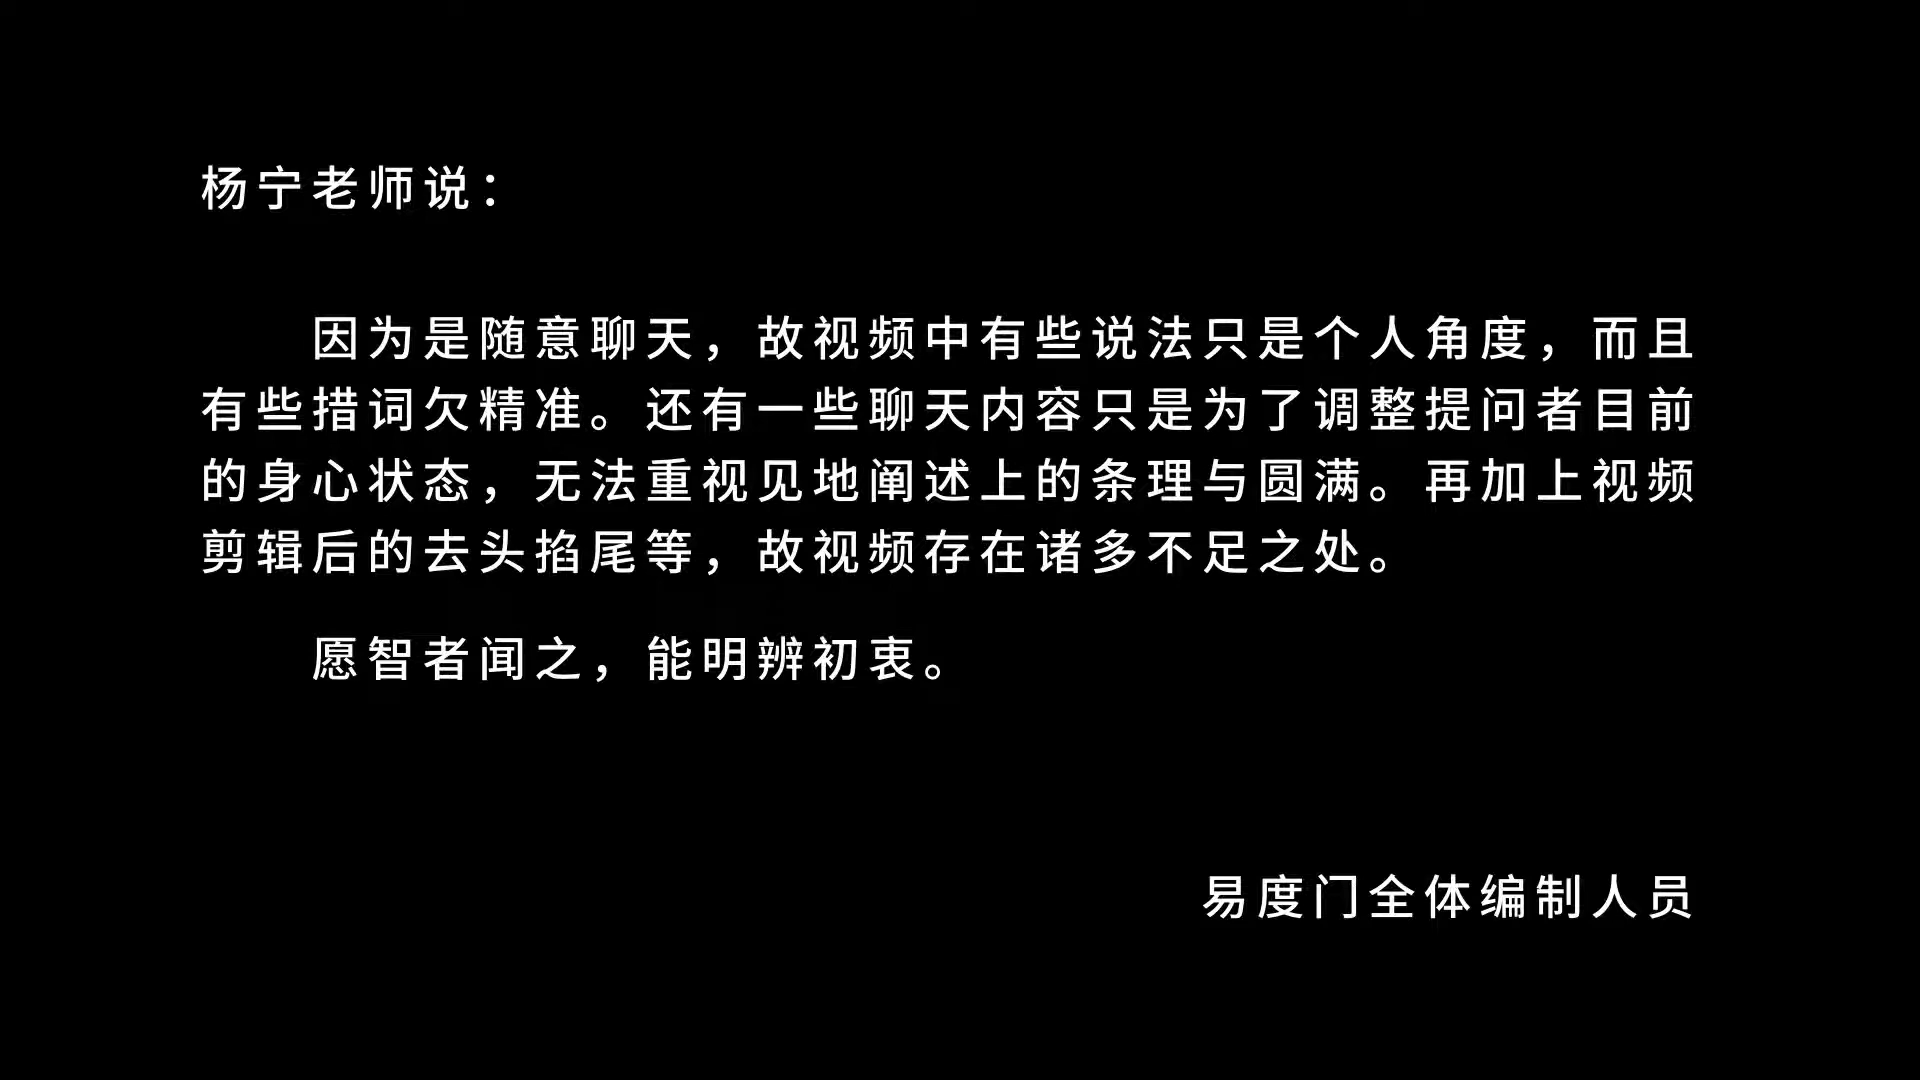 杨宁老师说：
因为是随意聊天，故视频中有些说法只是个人角度，而且
有些措词欠精准。还有一些聊天内容只是为了调整提问者目前
的身心状态，无法重视见地阐述上的条理与圆满。再加上视频
剪辑后的去头掐尾等，故视频存在诸多不足之处。
愿智者闻之，能明辨初衷。
易度门全体编制人员